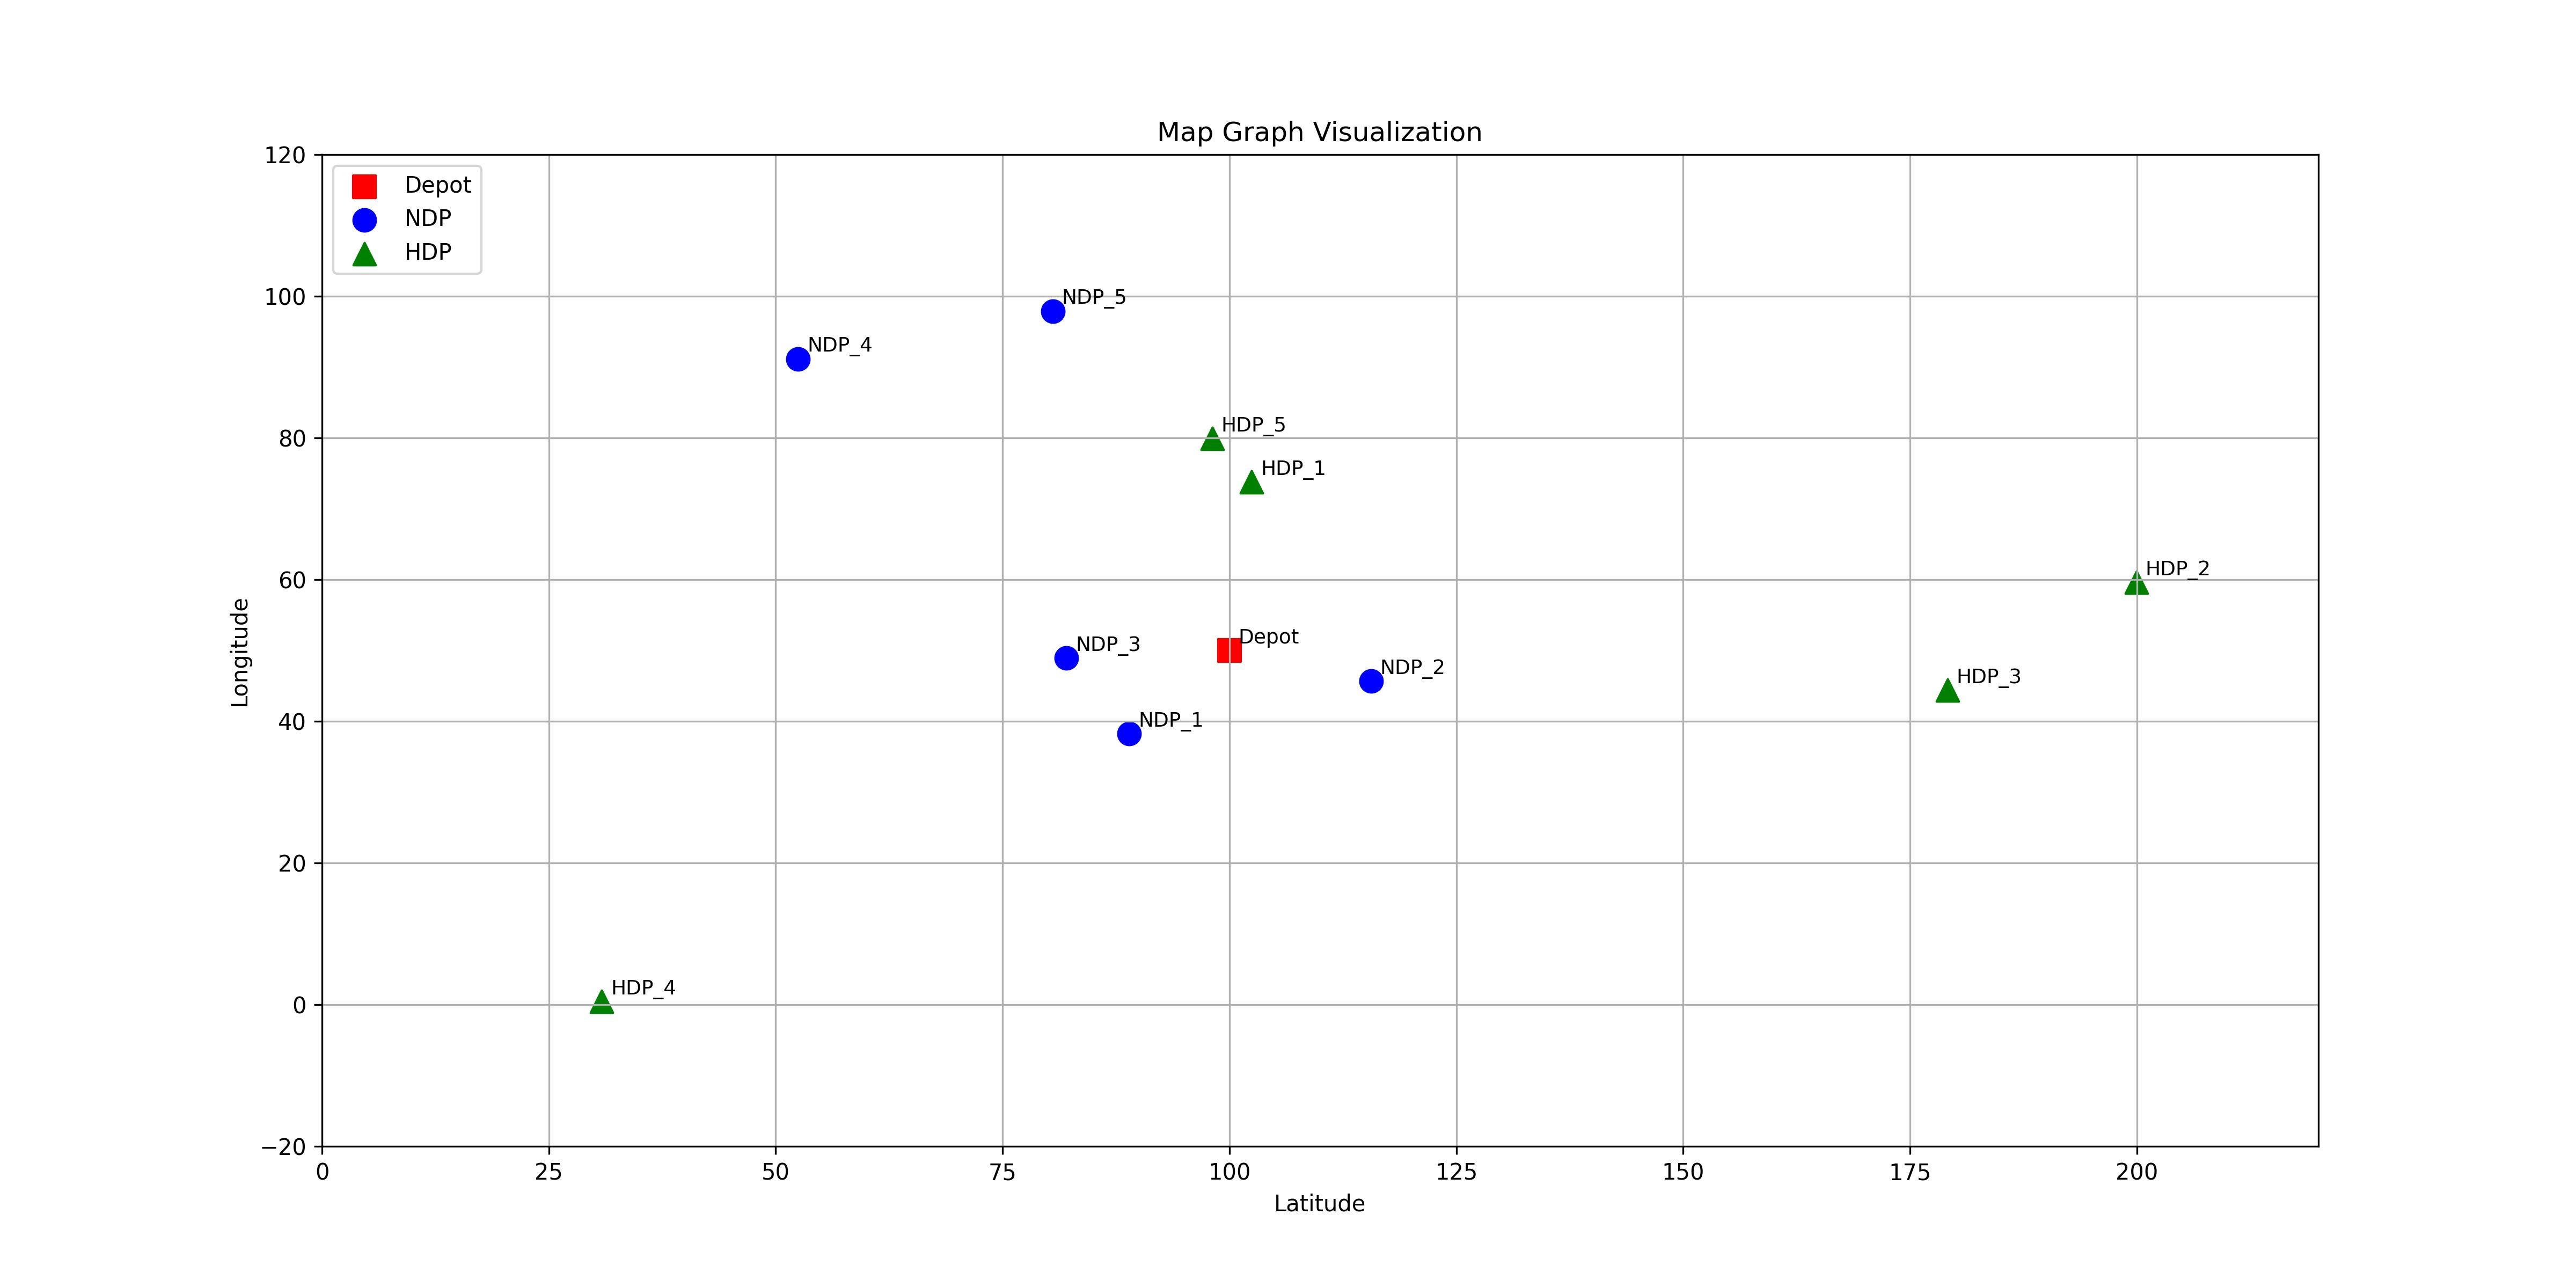 Map Graph Visualization
120
100
80
60
40
20
0
−20
Longitude
Depot
NDP
HDP
NDP_5
NDP_4
HDP_5
HDP_1
HDP_2
Depot
NDP_3
NDP_2
HDP_3
NDP_1
HDP_4
0 25 50 75 100 125 150 175 200
Latitude